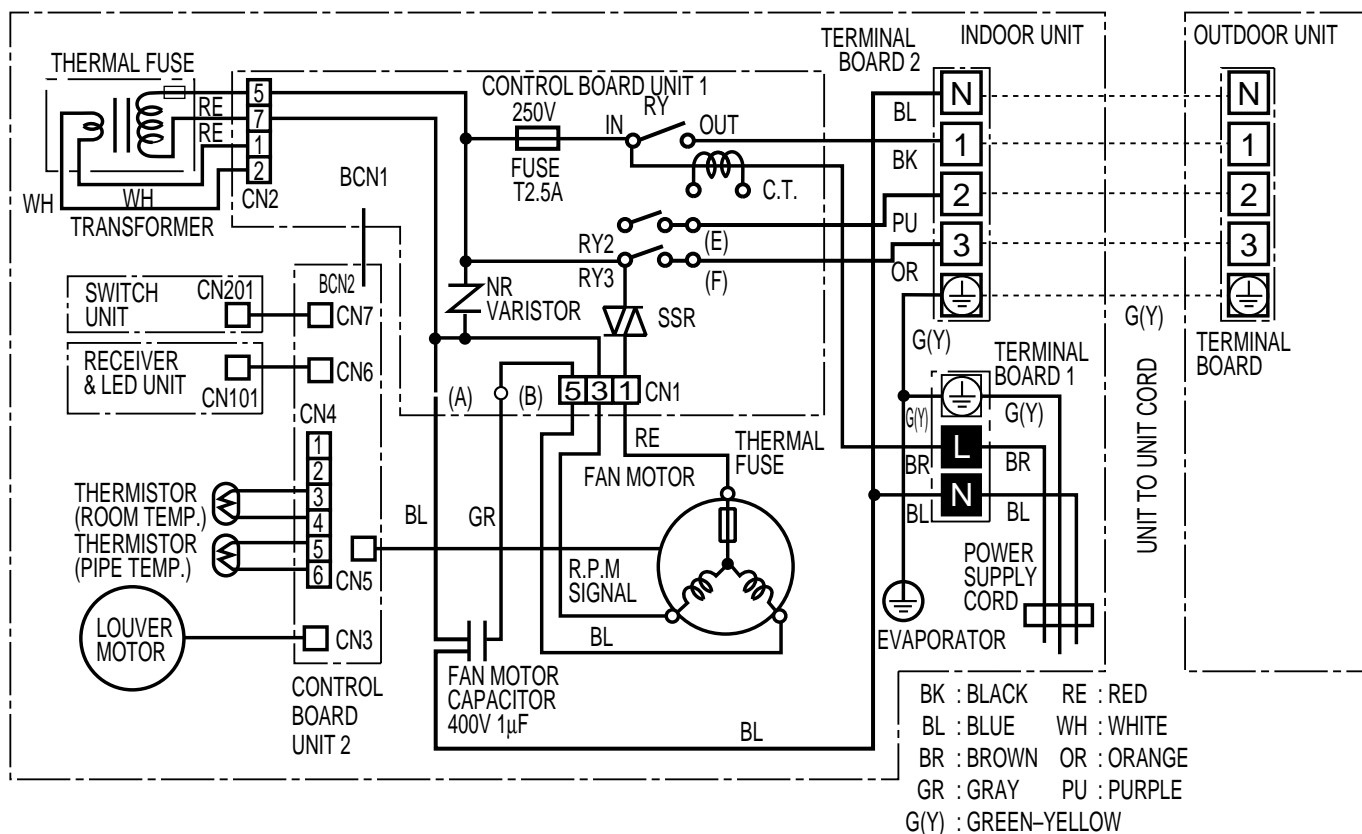 THERMAL FUSE
RE
RE
WH
WH
TRANSFORMER
5
7
1
2
CN2
BCN1
CONTROL BOARD UNIT 1
250V
FUSE
T2.5A
RY
IN
OUT
C.T.
RY2
(E)
RY3
(F)
NR
VARISTOR
SSR
(A)
(B)
5 3 1
CN1
TERMINAL
BOARD 2
INDOOR UNIT
N
1
2
3
BL
BK
PU
OR
G(Y)
OUTDOOR UNIT
N
1
2
3
TERMINAL
BOARD
G(Y)
UNIT TO UNIT CORD
TERMINAL
BOARD 1
G(Y)
G(Y)
L
N
BR
BR
BL
BL
POWER
SUPPLY
CORD
EVAPORATOR
SWITCH
UNIT
CN201
BCN2
CN7
RECEIVER
& LED UNIT
CN101
CN6
CN4
1
2
3
4
5
6
THERMISTOR
(ROOM TEMP.)
THERMISTOR
(PIPE TEMP.)
CN5
LOUVER
MOTOR
CN3
CONTROL
BOARD
UNIT 2
BL
GR
RE
FAN MOTOR
THERMAL
FUSE
R.P.M
SIGNAL
BL
FAN MOTOR
CAPACITOR
400V 1µF
BL
BK : BLACK RE : RED
BL : BLUE WH : WHITE
BR : BROWN OR : ORANGE
GR : GRAY PU : PURPLE
G(Y) : GREEN–YELLOW